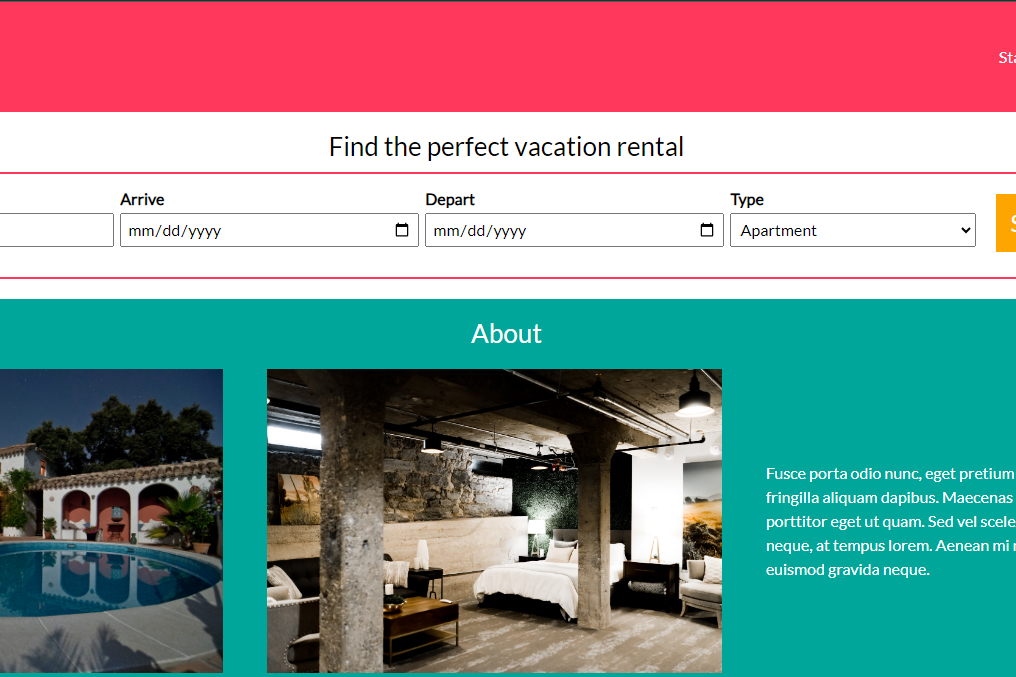 Sta
Find the perfect vacation rental
Arrive
Depart
Type
mm/dd/yyyy
mm/dd/yyyy
Apartment
About
Fusce porta odio nunc, eget pretium
fringilla aliquam dapibus. Maecenas
porttitor eget ut quam. Sed vel scele
neque, at tempus lorem. Aenean mi
euismod gravida neque.